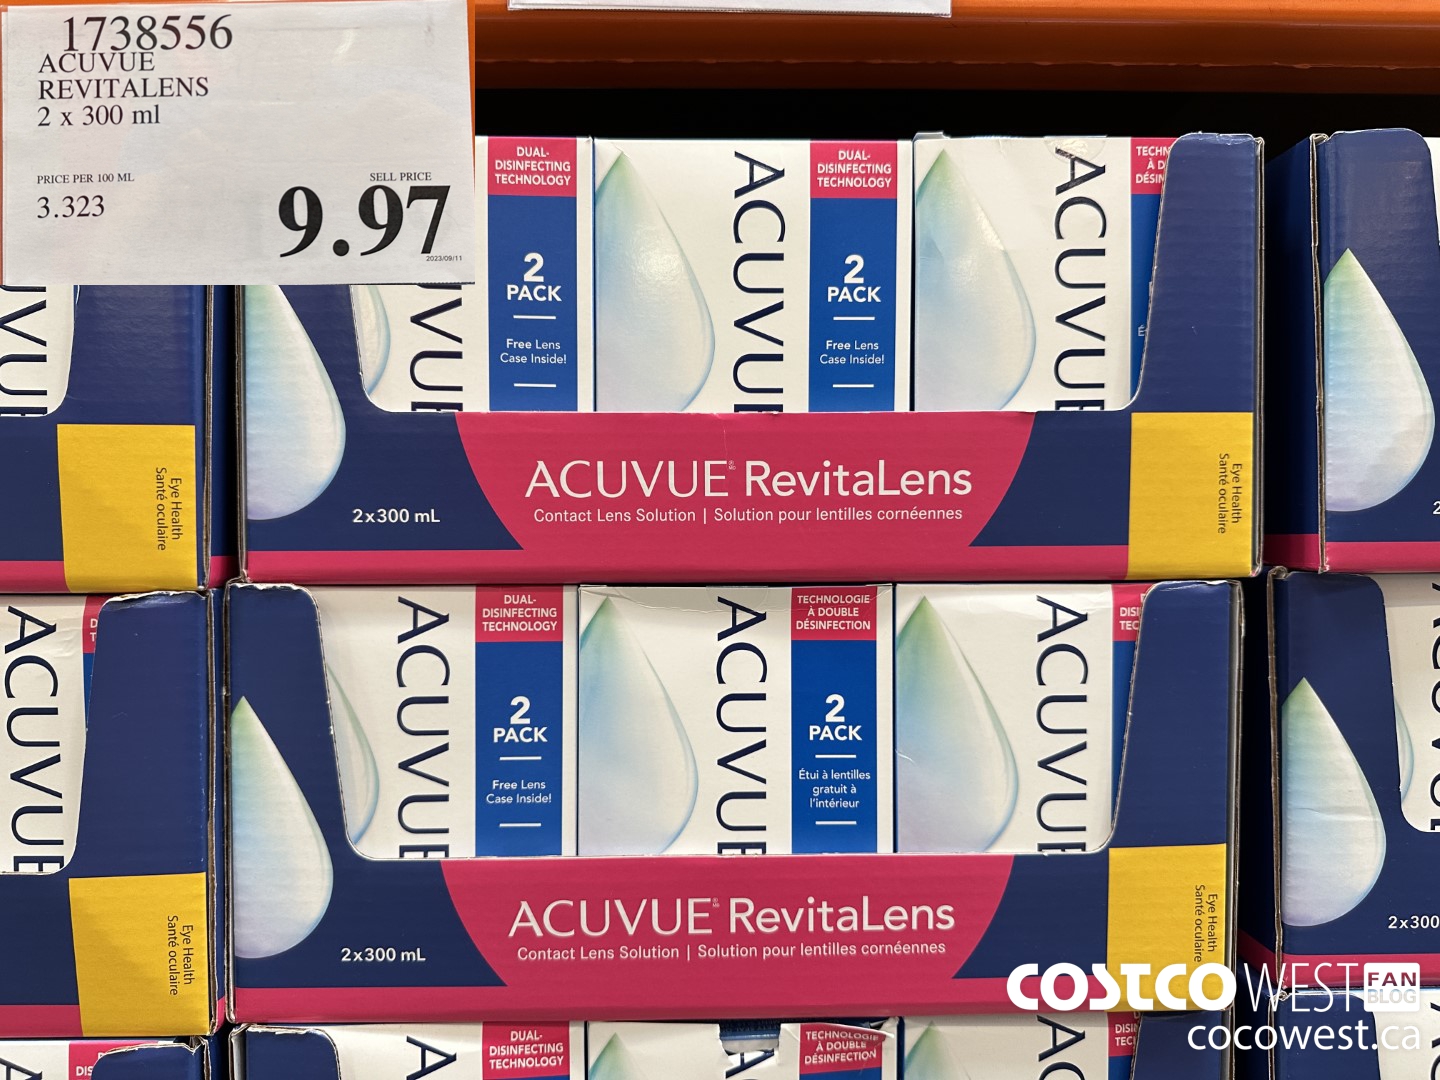 1738556
ACUVUE
REVITALENS
2 x 300 ml
PRICE PER 100 ML
3.323
SELL PRICE
9.97
2023/09/11
DUAL-
DISINFECTING
TECHNOLOGY
2
PACK
Free Lens
Case Inside!
ACUVUE
DUAL-
DISINFECTING
TECHNOLOGY
2
PACK
Free Lens
Case Inside!
ACUVUE
Eye Health
Santé oculaire
2x300 mL
ACUVUE RevitaLens
Contact Lens Solution | Solution pour lentilles cornéennes
Eye Health
Santé oculaire
ACUVUE
ACUVUE
DUAL-
DISINFECTING
TECHNOLOGY
2
PACK
Free Lens
Case Inside!
ACUVUE
TECHNOLOGIE
À DOUBLE
DÉSINFECTION
2
PACK
Étui à lentilles
gratuit à
l'intérieur
ACUVUE
Eye Health
Santé oculaire
2x300 mL
ACUVUE RevitaLens
Contact Lens Solution | Solution pour lentilles cornéennes
Eye Health
Santé oculaire
2x300
COSTCO WEST FAN BLOG
cocowest.ca
DUAL-
DISINFECTING
TECHNOLOGY
TECHNOLOGIE
À DOUBLE
DÉSINFECTION